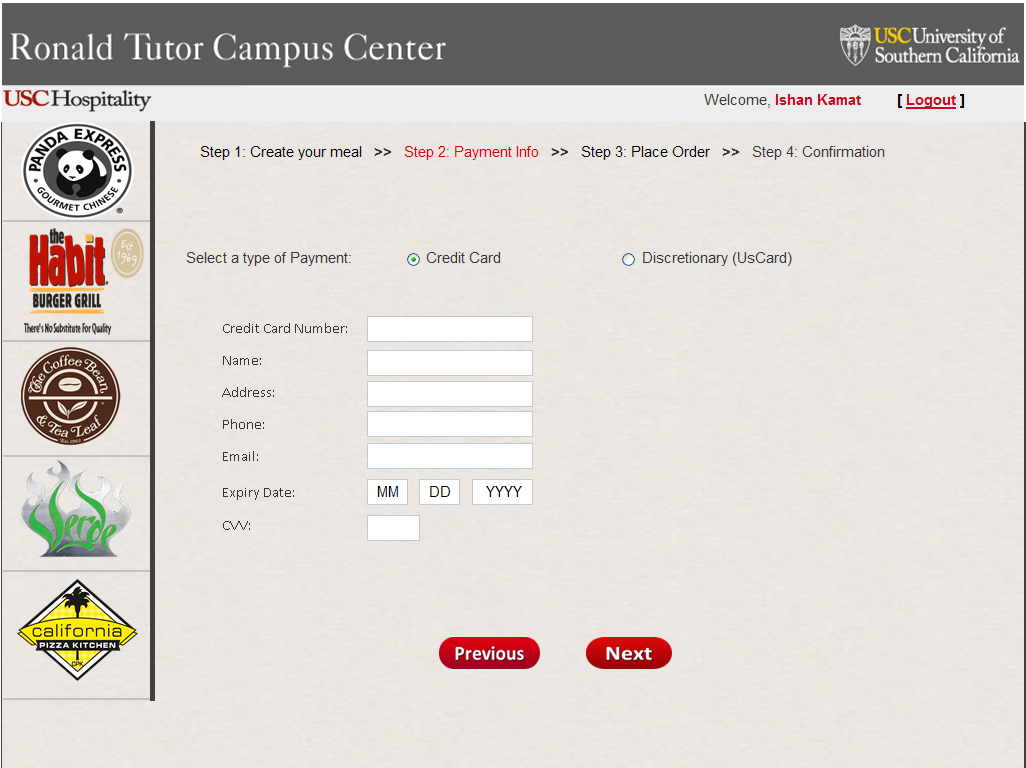 Ronald Tutor Campus Center
USC University of
Southern California
USC Hospitality
Welcome, Ishan Kamat [ Logout ]
PANDA EXPRESS
GOURMET CHINESE
®
Step 1: Create your meal >> Step 2: Payment Info >> Step 3: Place Order >> Step 4: Confirmation
the
Habit
BURGER GRILL
Est.
1969
There's No Substitute For Quality
Select a type of Payment: Credit Card Discretionary (UsCard)
Credit Card Number:
Name:
Address:
Phone:
Email:
Expiry Date: MM DD YYYY
CVV:
The Coffee Bean
& Tea Leaf
Est. 1963
Verde
california
PIZZA KITCHEN
CPK
Previous Next